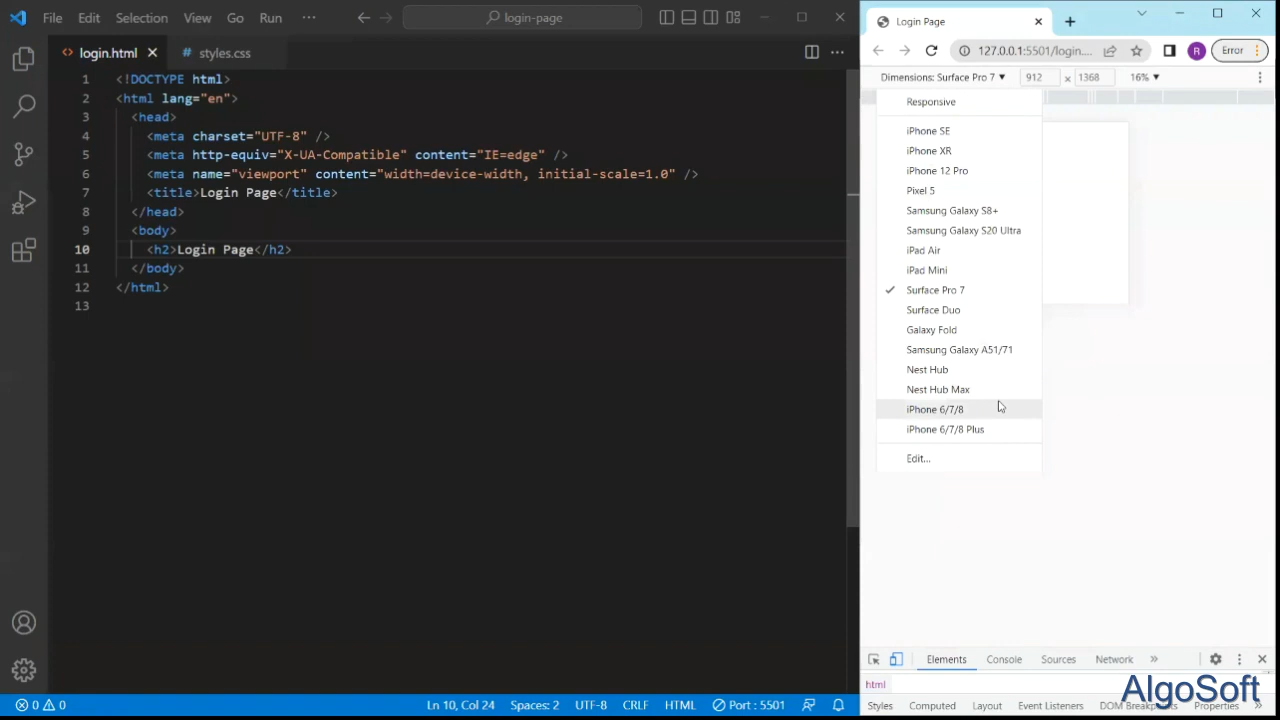 File Edit Selection View Go Run ··· login-page
login.html styles.css
1 <!DOCTYPE html>
2 <html lang="en">
3 <head>
4 <meta charset="UTF-8" />
5 <meta http-equiv="X-UA-Compatible" content="IE=edge" />
6 <meta name="viewport" content="width=device-width, initial-scale=1.0" />
7 <title>Login Page</title>
8 </head>
9 <body>
10 <h2>Login Page</h2>
11 </body>
12 </html>
13
0 0 Ln 10, Col 24 Spaces: 2 UTF-8 CRLF HTML Port : 5501
Login Page
127.0.0.1:5501/login.... R Error
Dimensions: Surface Pro 7 912 x 1368 16%
Responsive
iPhone SE
iPhone XR
iPhone 12 Pro
Pixel 5
Samsung Galaxy S8+
Samsung Galaxy S20 Ultra
iPad Air
iPad Mini
Surface Pro 7
Surface Duo
Galaxy Fold
Samsung Galaxy A51/71
Nest Hub
Nest Hub Max
iPhone 6/7/8
iPhone 6/7/8 Plus
Edit...
Elements Console Sources Network »
html
AlgoSoft
Styles Computed Layout Event Listeners DOM Breakpoints Properties »